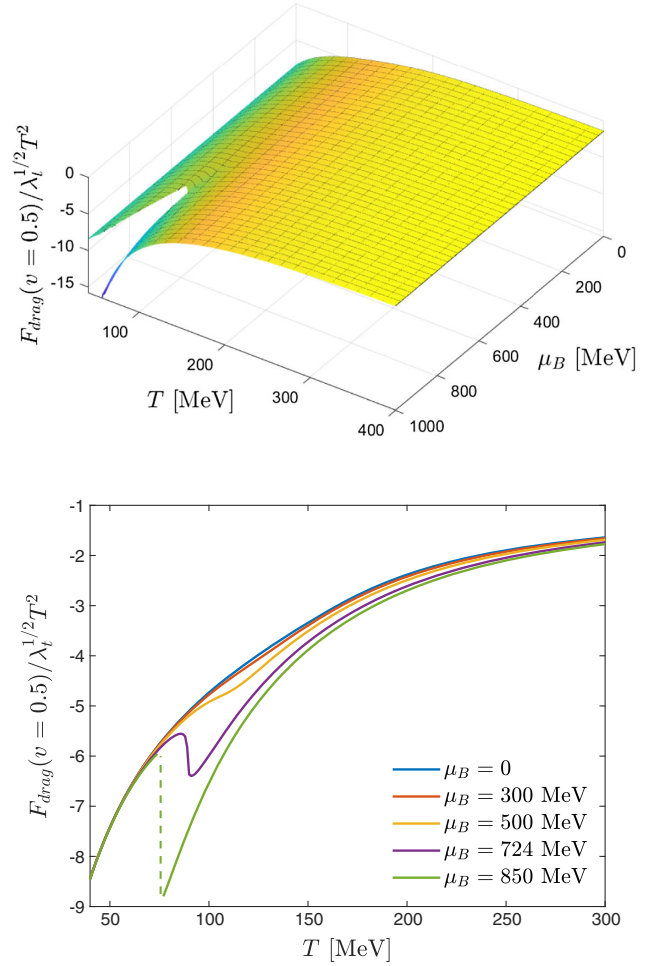 F_{drag}(v = 0.5)/λ_t^{1/2}T^2
0
-5
-10
-15
100
200
300
400
T [MeV]
0
200
400
600
800
1000
μ_B [MeV]
F_{drag}(v = 0.5)/λ_t^{1/2}T^2
-1
-2
-3
-4
-5
-6
-7
-8
-9
μ_B = 0
μ_B = 300 MeV
μ_B = 500 MeV
μ_B = 724 MeV
μ_B = 850 MeV
50 100 150 200 250 300
T [MeV]